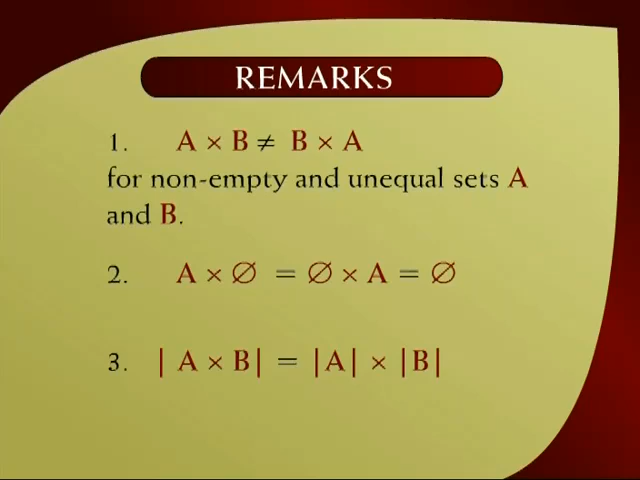 REMARKS
1. A × B ≠ B × A
for non-empty and unequal sets A
and B.
2. A × ∅ = ∅ × A = ∅
3. | A × B| = |A| × |B|